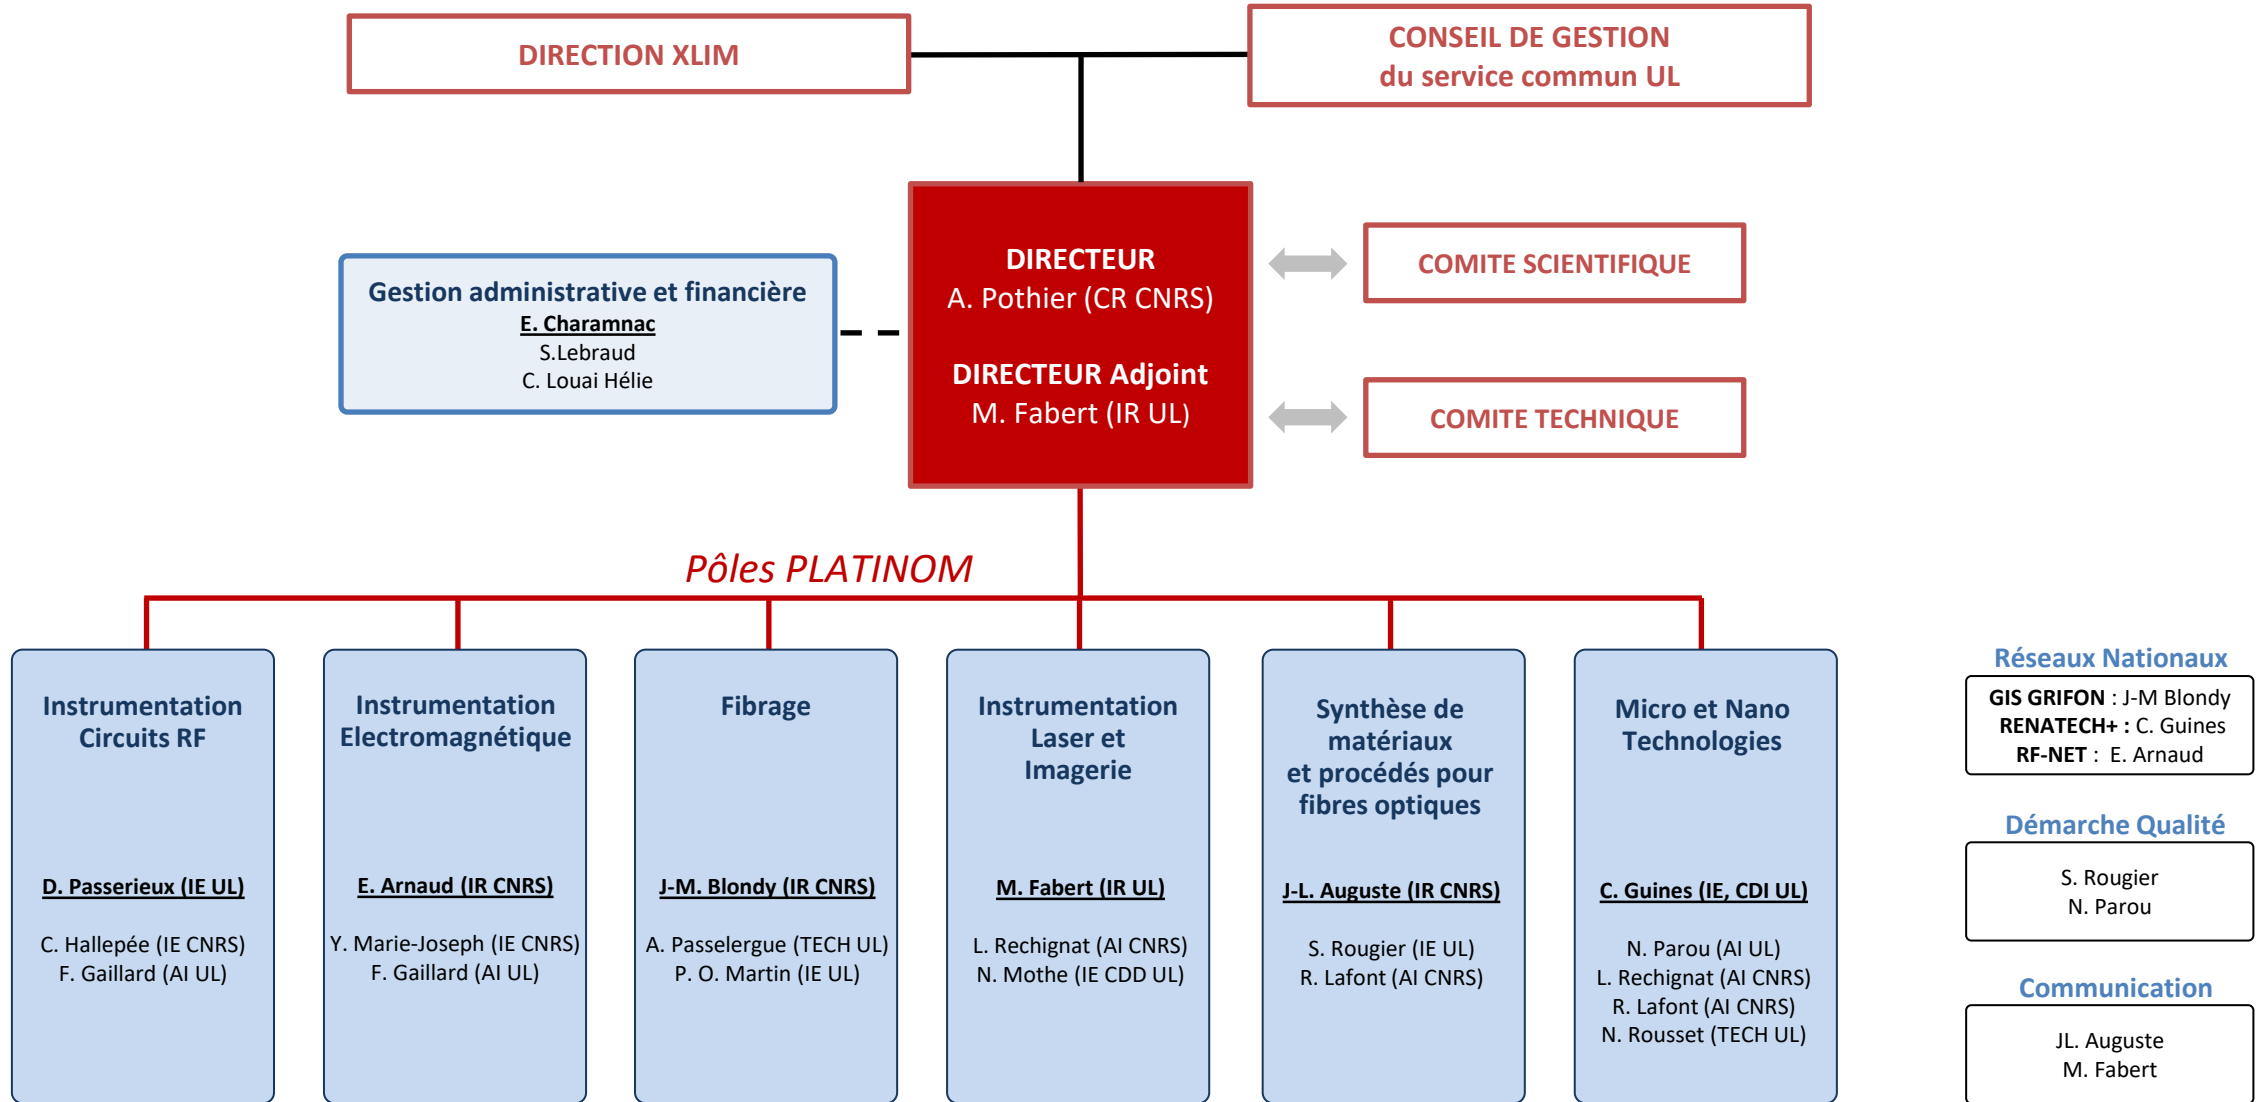 DIRECTION XLIM
CONSEIL DE GESTION
du service commun UL
Gestion administrative et financière
E. Charamnac
S.Lebraud
C. Louai Hélie
DIRECTEUR
A. Pothier (CR CNRS)
DIRECTEUR Adjoint
M. Fabert (IR UL)
COMITE SCIENTIFIQUE
COMITE TECHNIQUE
Pôles PLATINOM
Instrumentation
Circuits RF
D. Passerieux (IE UL)
C. Hallepée (IE CNRS)
F. Gaillard (AI UL)
Instrumentation
Electromagnétique
E. Arnaud (IR CNRS)
Y. Marie-Joseph (IE CNRS)
F. Gaillard (AI UL)
Fibrage
J-M. Blondy (IR CNRS)
A. Passelergue (TECH UL)
P. O. Martin (IE UL)
Instrumentation
Laser et
Imagerie
M. Fabert (IR UL)
L. Rechignat (AI CNRS)
N. Mothe (IE CDD UL)
Synthèse de
matériaux
et procédés pour
fibres optiques
J-L. Auguste (IR CNRS)
S. Rougier (IE UL)
R. Lafont (AI CNRS)
Micro et Nano
Technologies
C. Guines (IE, CDI UL)
N. Parou (AI UL)
L. Rechignat (AI CNRS)
R. Lafont (AI CNRS)
N. Rousset (TECH UL)
Réseaux Nationaux
GIS GRIFON : J-M Blondy
RENATECH+ : C. Guines
RF-NET : E. Arnaud
Démarche Qualité
S. Rougier
N. Parou
Communication
JL. Auguste
M. Fabert